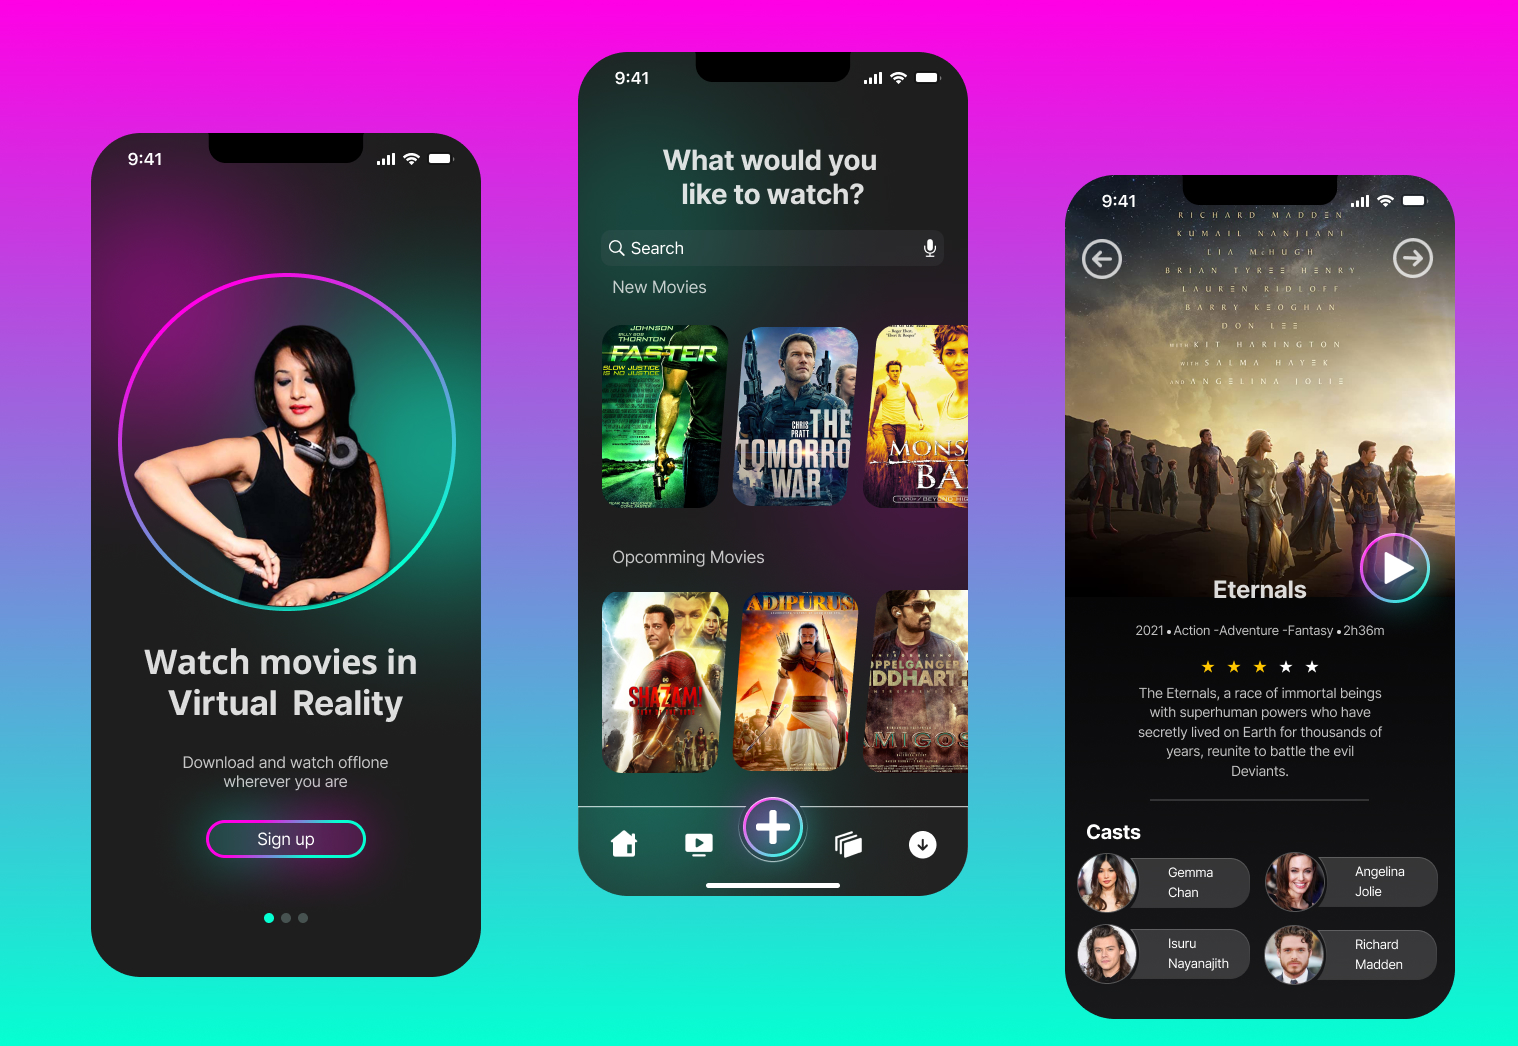 9:41
Watch movies in
Virtual Reality
Download and watch offlone
wherever you are
Sign up
9:41
What would you
like to watch?
Search
New Movies
JOHNSON
BILLY BOB
THORNTON
FASTER
SLOW JUSTICE
IS NO JUSTICE
CHRIS
PRATT
THE
TOMORRO
WAR
MONS
BA
Opcomming Movies
SHAZAM!
ADIPURUS
OPPELGANGER
IDDHART
AMIGOS
9:41
RICHARD MADDEN
KUMAIL NANJIANI
LIA McHUGH
BRIAN TYREE HENRY
LAUREN RIDLOFF
BARRY KEOGHAN
DON LEE
WITH KIT HARINGTON
WITH SALMA HAYEK
AND ANGELINA JOLIE
Eternals
2021 • Action -Adventure -Fantasy • 2h36m
The Eternals, a race of immortal beings
with superhuman powers who have
secretly lived on Earth for thousands of
years, reunite to battle the evil
Deviants.
Casts
Gemma
Chan
Angelina
Jolie
Isuru
Nayanajith
Richard
Madden